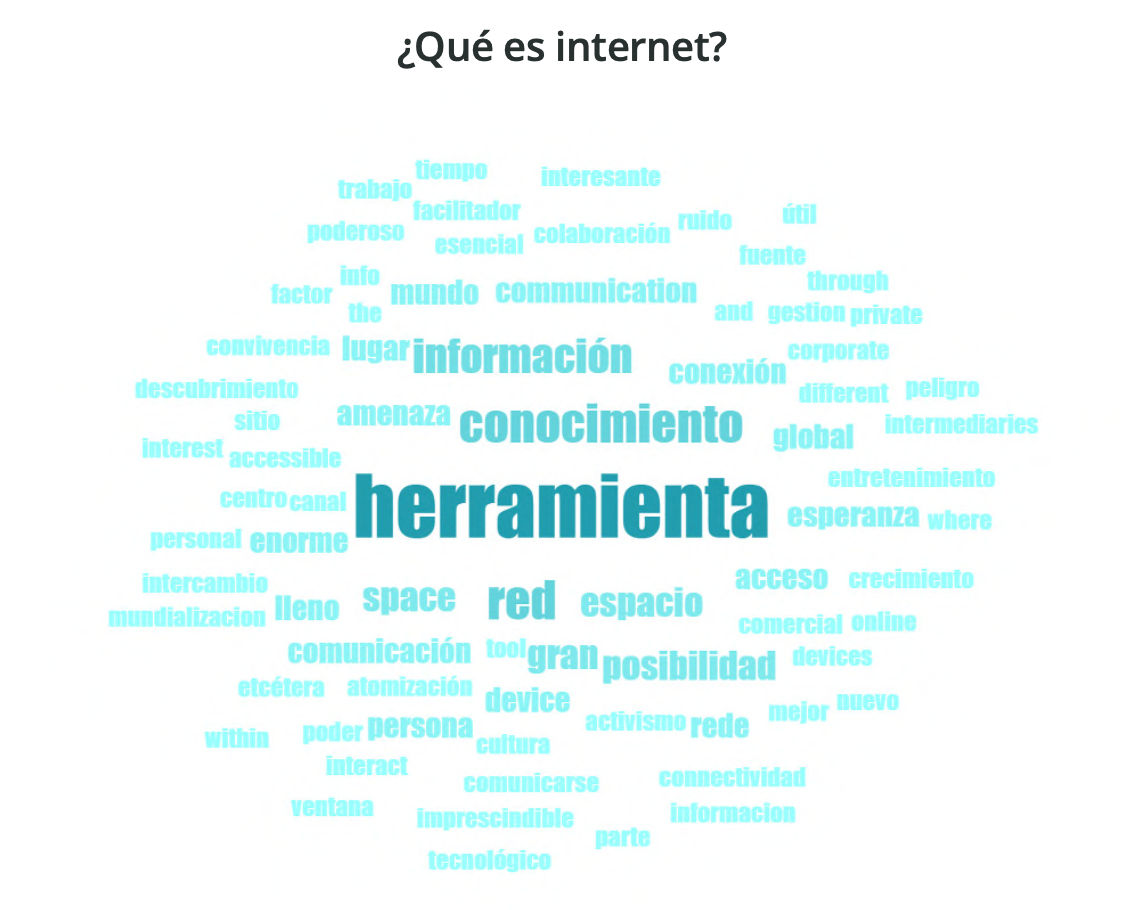 ¿Qué es internet?
tiempo
interesante
trabajo
facilitador
ruido
útil
poderoso
esencial
colaboración
fuente
info
through
factor
mundo
communication
the
and
gestion
private
convivencia
lugar
información
corporate
conexión
descubrimiento
different
peligro
sitio
amenaza
conocimiento
global
intermediaries
interest
accessible
entretenimiento
centro
canal
herramienta
esperanza
where
personal
enorme
intercambio
acceso
crecimiento
mundializacion
lleno
space
red
espacio
comercial
online
comunicación
tool
gran
posibilidad
devices
etcétera
atomización
device
nuevo
mejor
within
poder
persona
activismo
rede
cultura
interact
comunicarse
connectividad
ventana
imprescindible
informacion
parte
tecnológico